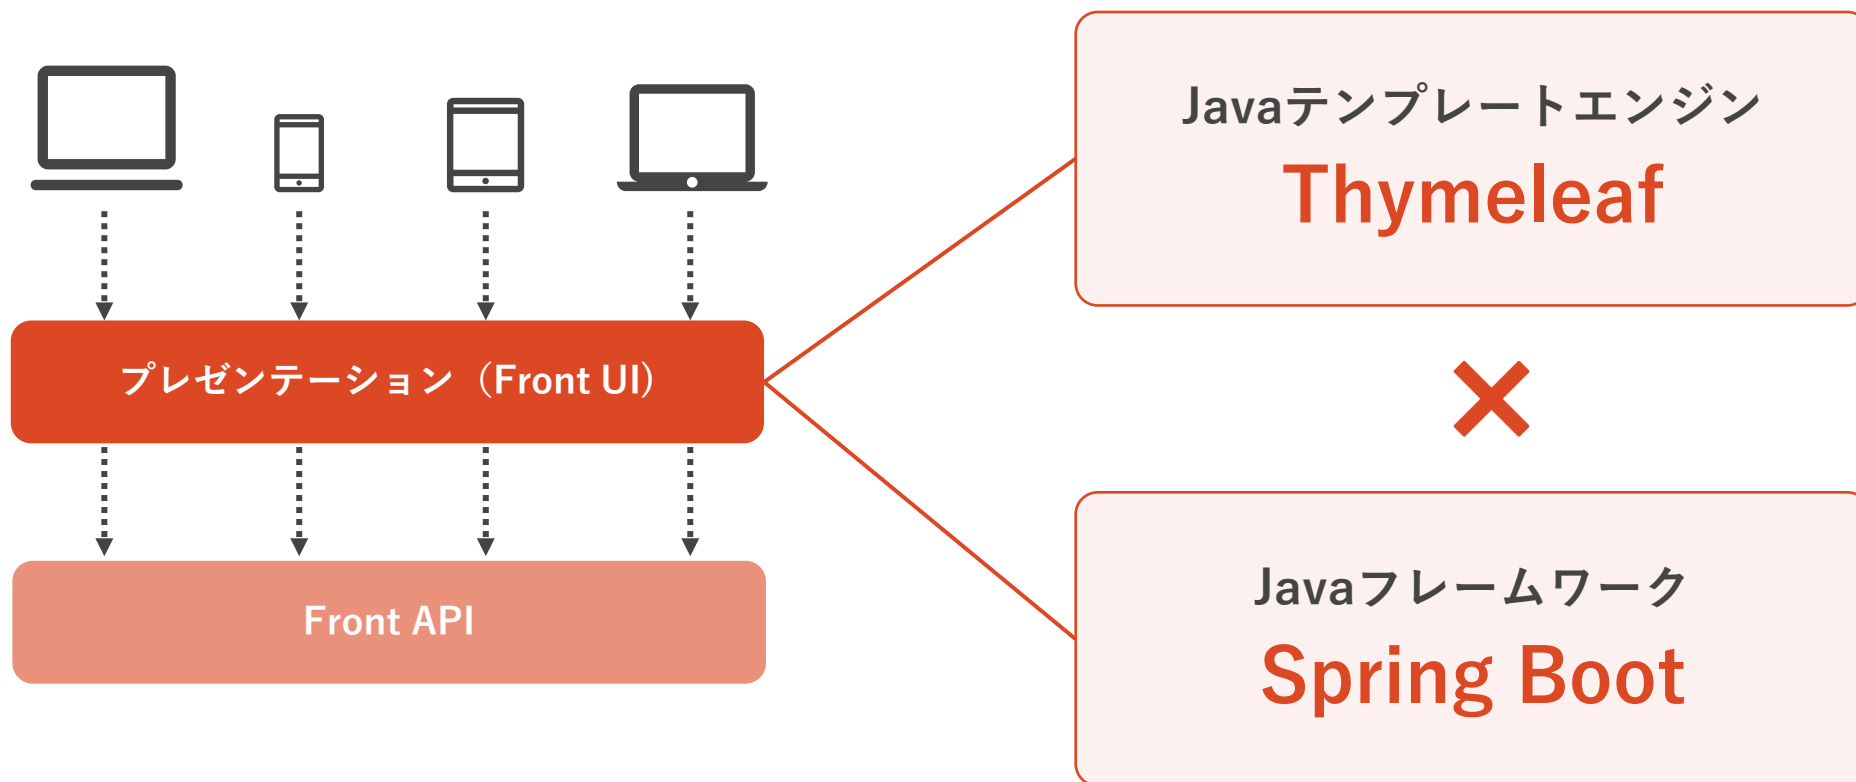 プレゼンテーション（Front UI）
Front API
Javaテンプレートエンジン
Thymeleaf
Javaフレームワーク
Spring Boot